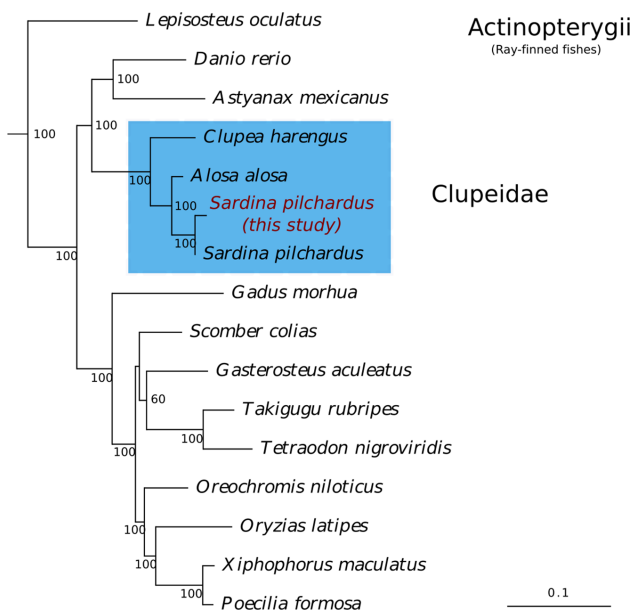 Lepisosteus oculatus
Actinopterygii
(Ray-finned fishes)
Danio rerio
100
Astyanax mexicanus
100
100
Clupea harengus
100
Alosa alosa
Clupeidae
Sardina pilchardus
100
(this study)
100
Sardina pilchardus
100
Gadus morhua
Scomber colias
Gasterosteus aculeatus
100
60
Takigugu rubripes
100
Tetraodon nigroviridis
100
Oreochromis niloticus
Oryzias latipes
100
100
Xiphophorus maculatus
100
0.1
Poecilia formosa